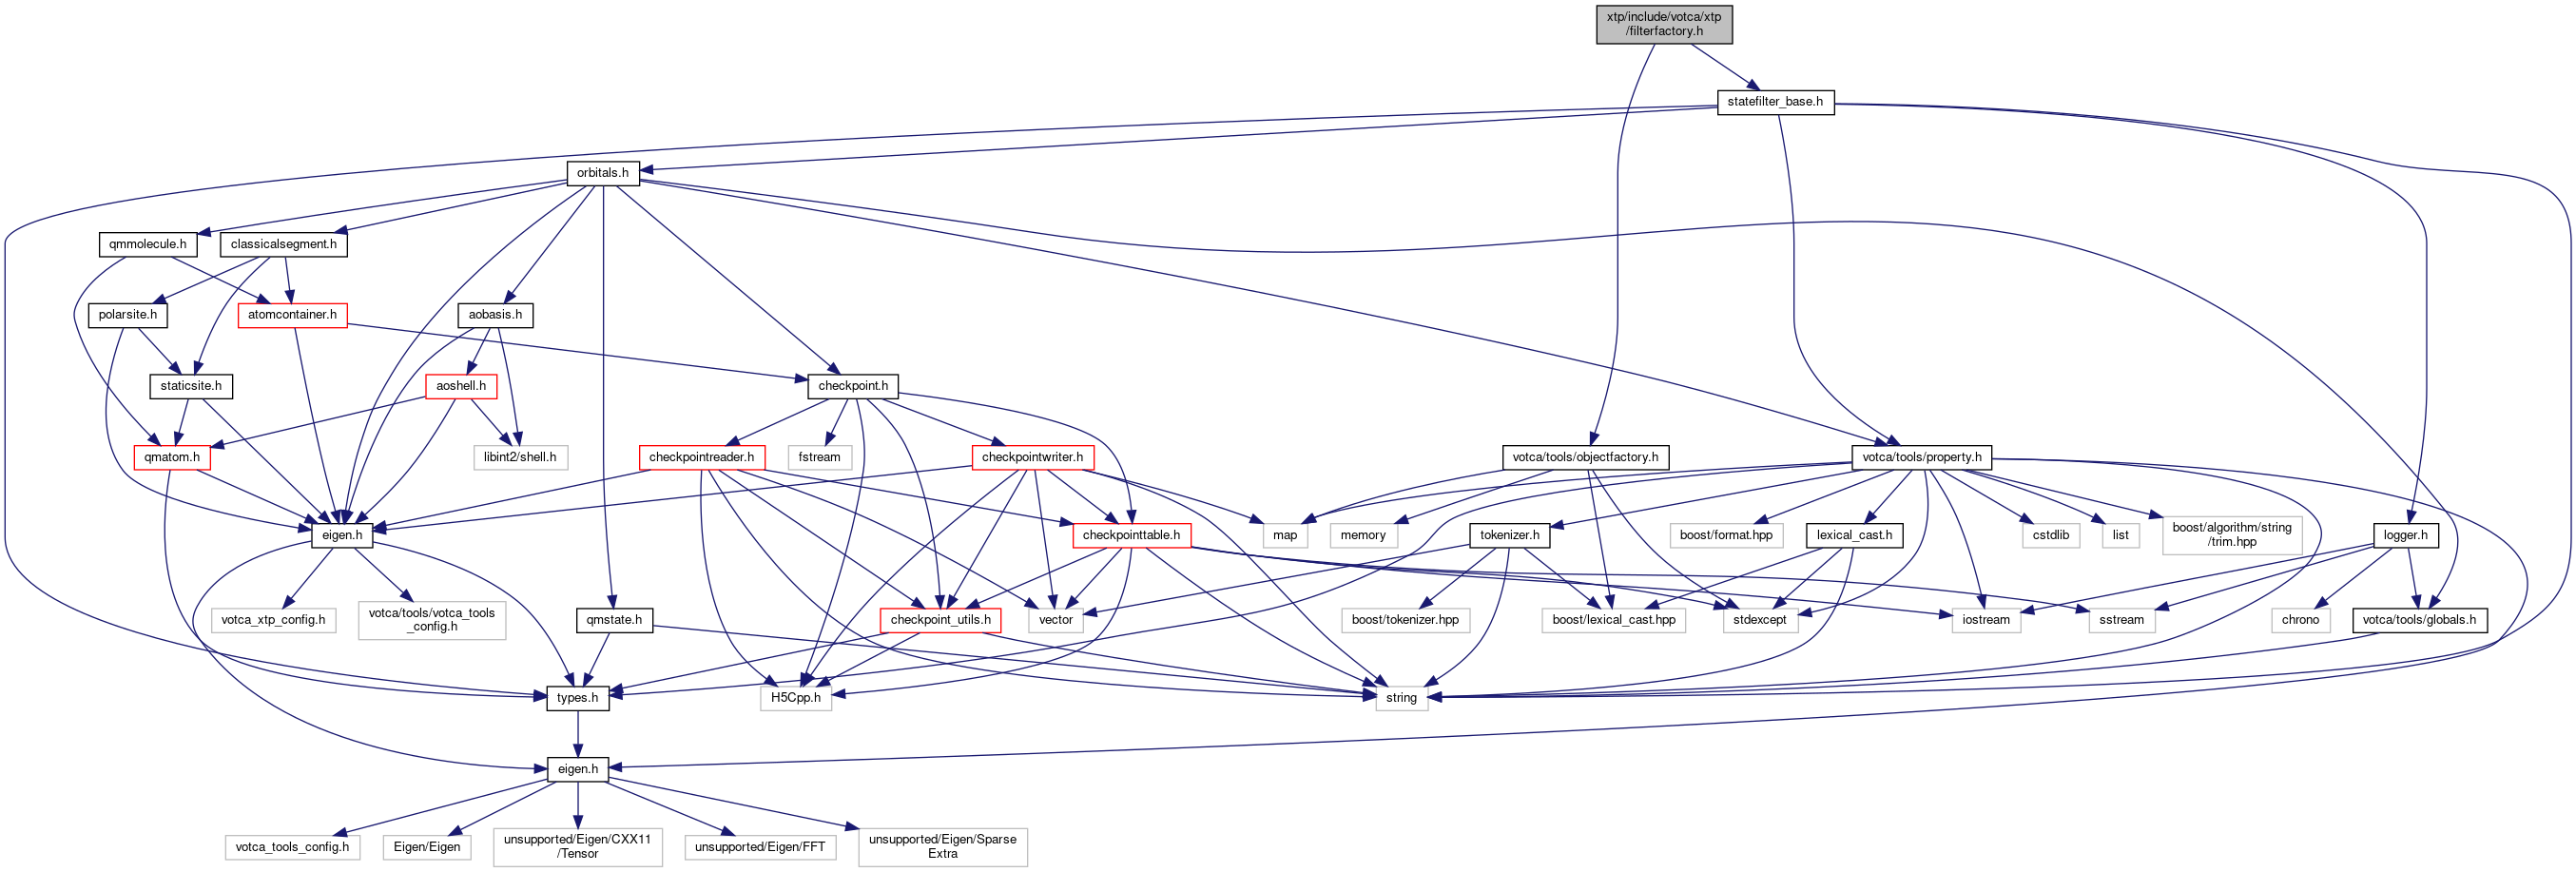 xtp/include/votca/xtp
/filterfactory.h
statefilter_base.h
orbitals.h
qmmolecule.h
classicalsegment.h
polarsite.h
atomcontainer.h
aobasis.h
staticsite.h
aoshell.h
checkpoint.h
qmatom.h
libint2/shell.h
checkpointreader.h
fstream
checkpointwriter.h
votca/tools/objectfactory.h
votca/tools/property.h
eigen.h
checkpointtable.h
map
memory
tokenizer.h
boost/format.hpp
lexical_cast.h
cstdlib
list
boost/algorithm/string
/trim.hpp
logger.h
votca_xtp_config.h
votca/tools/votca_tools
_config.h
qmstate.h
checkpoint_utils.h
vector
boost/tokenizer.hpp
boost/lexical_cast.hpp
stdexcept
iostream
sstream
chrono
votca/tools/globals.h
types.h
H5Cpp.h
string
eigen.h
votca_tools_config.h
Eigen/Eigen
unsupported/Eigen/CXX11
/Tensor
unsupported/Eigen/FFT
unsupported/Eigen/Sparse
Extra